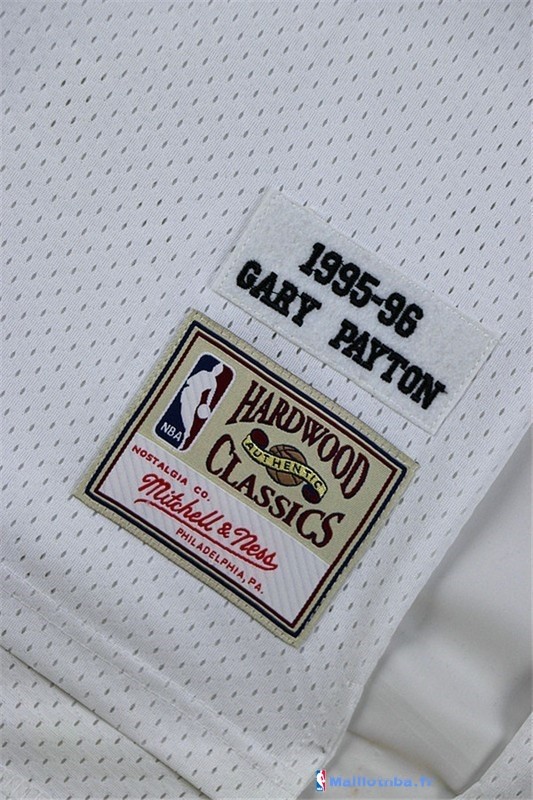 1995-96
GARY PAYTON
NBA
HARDWOOD
AUTHENTIC
CLASSICS
NOSTALGIA CO.
Mitchell & Ness
PHILADELPHIA, PA.
Maillotnba.fr